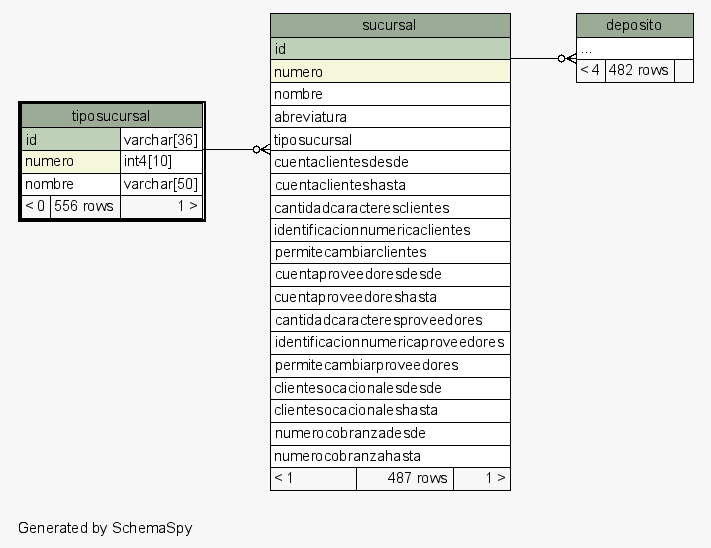 tiposucursal
id varchar[36]
numero int4[10]
nombre varchar[50]
< 0 556 rows 1 >
sucursal
id
numero
nombre
abreviatura
tiposucursal
cuentaclientesdesde
cuentaclienteshasta
cantidadcaracteresclientes
identificacionnumericaclientes
permitecambiarclientes
cuentaproveedoresdesde
cuentaproveedoreshasta
cantidadcaracteresproveedores
identificacionnumericaproveedores
permitecambiarproveedores
clientesocacionalesdesde
clientesocacionaleshasta
numerocobranzadesde
numerocobranzahasta
< 1 487 rows 1 >
deposito
...
< 4 482 rows
Generated by SchemaSpy